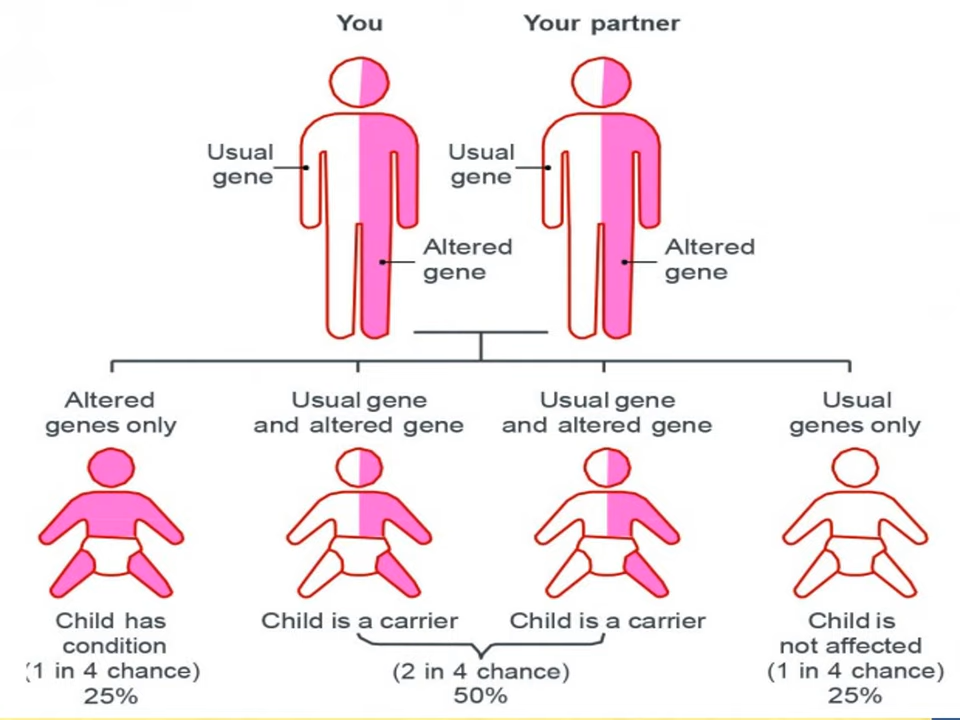 You
Your partner
Usual
gene
Usual
gene
Altered
gene
Altered
gene
Altered
genes only
Usual gene
and altered gene
Usual gene
and altered gene
Usual
genes only
Child has
condition
(1 in 4 chance)
25%
Child is a carrier
Child is a carrier
(2 in 4 chance)
50%
Child is
not affected
(1 in 4 chance)
25%